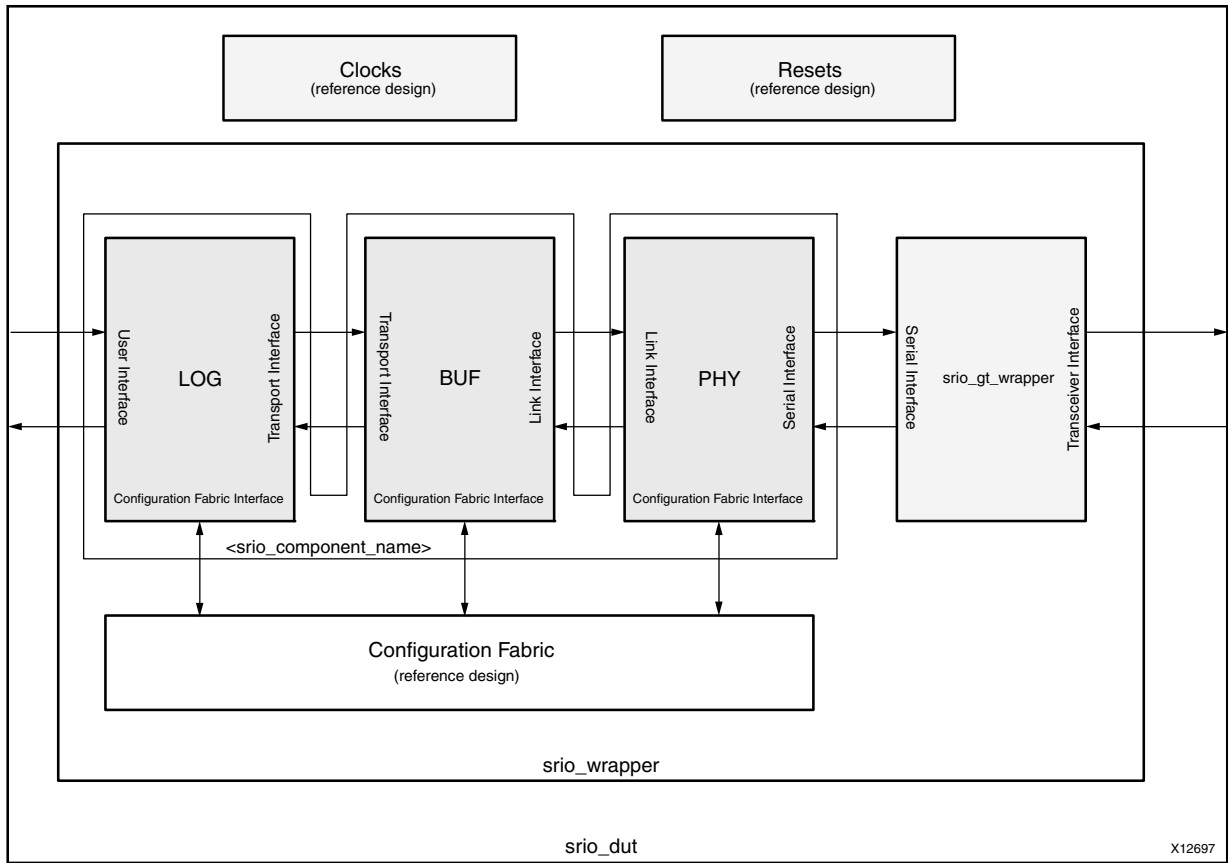 Clocks
(reference design)
Resets
(reference design)
User Interface
LOG
Transport Interface
Configuration Fabric Interface
Transport Interface
BUF
Link Interface
Configuration Fabric Interface
Link Interface
PHY
Serial Interface
Configuration Fabric Interface
Serial Interface
srio_gt_wrapper
Transceiver Interface
<srio_component_name>
Configuration Fabric
(reference design)
srio_wrapper
srio_dut
X12697